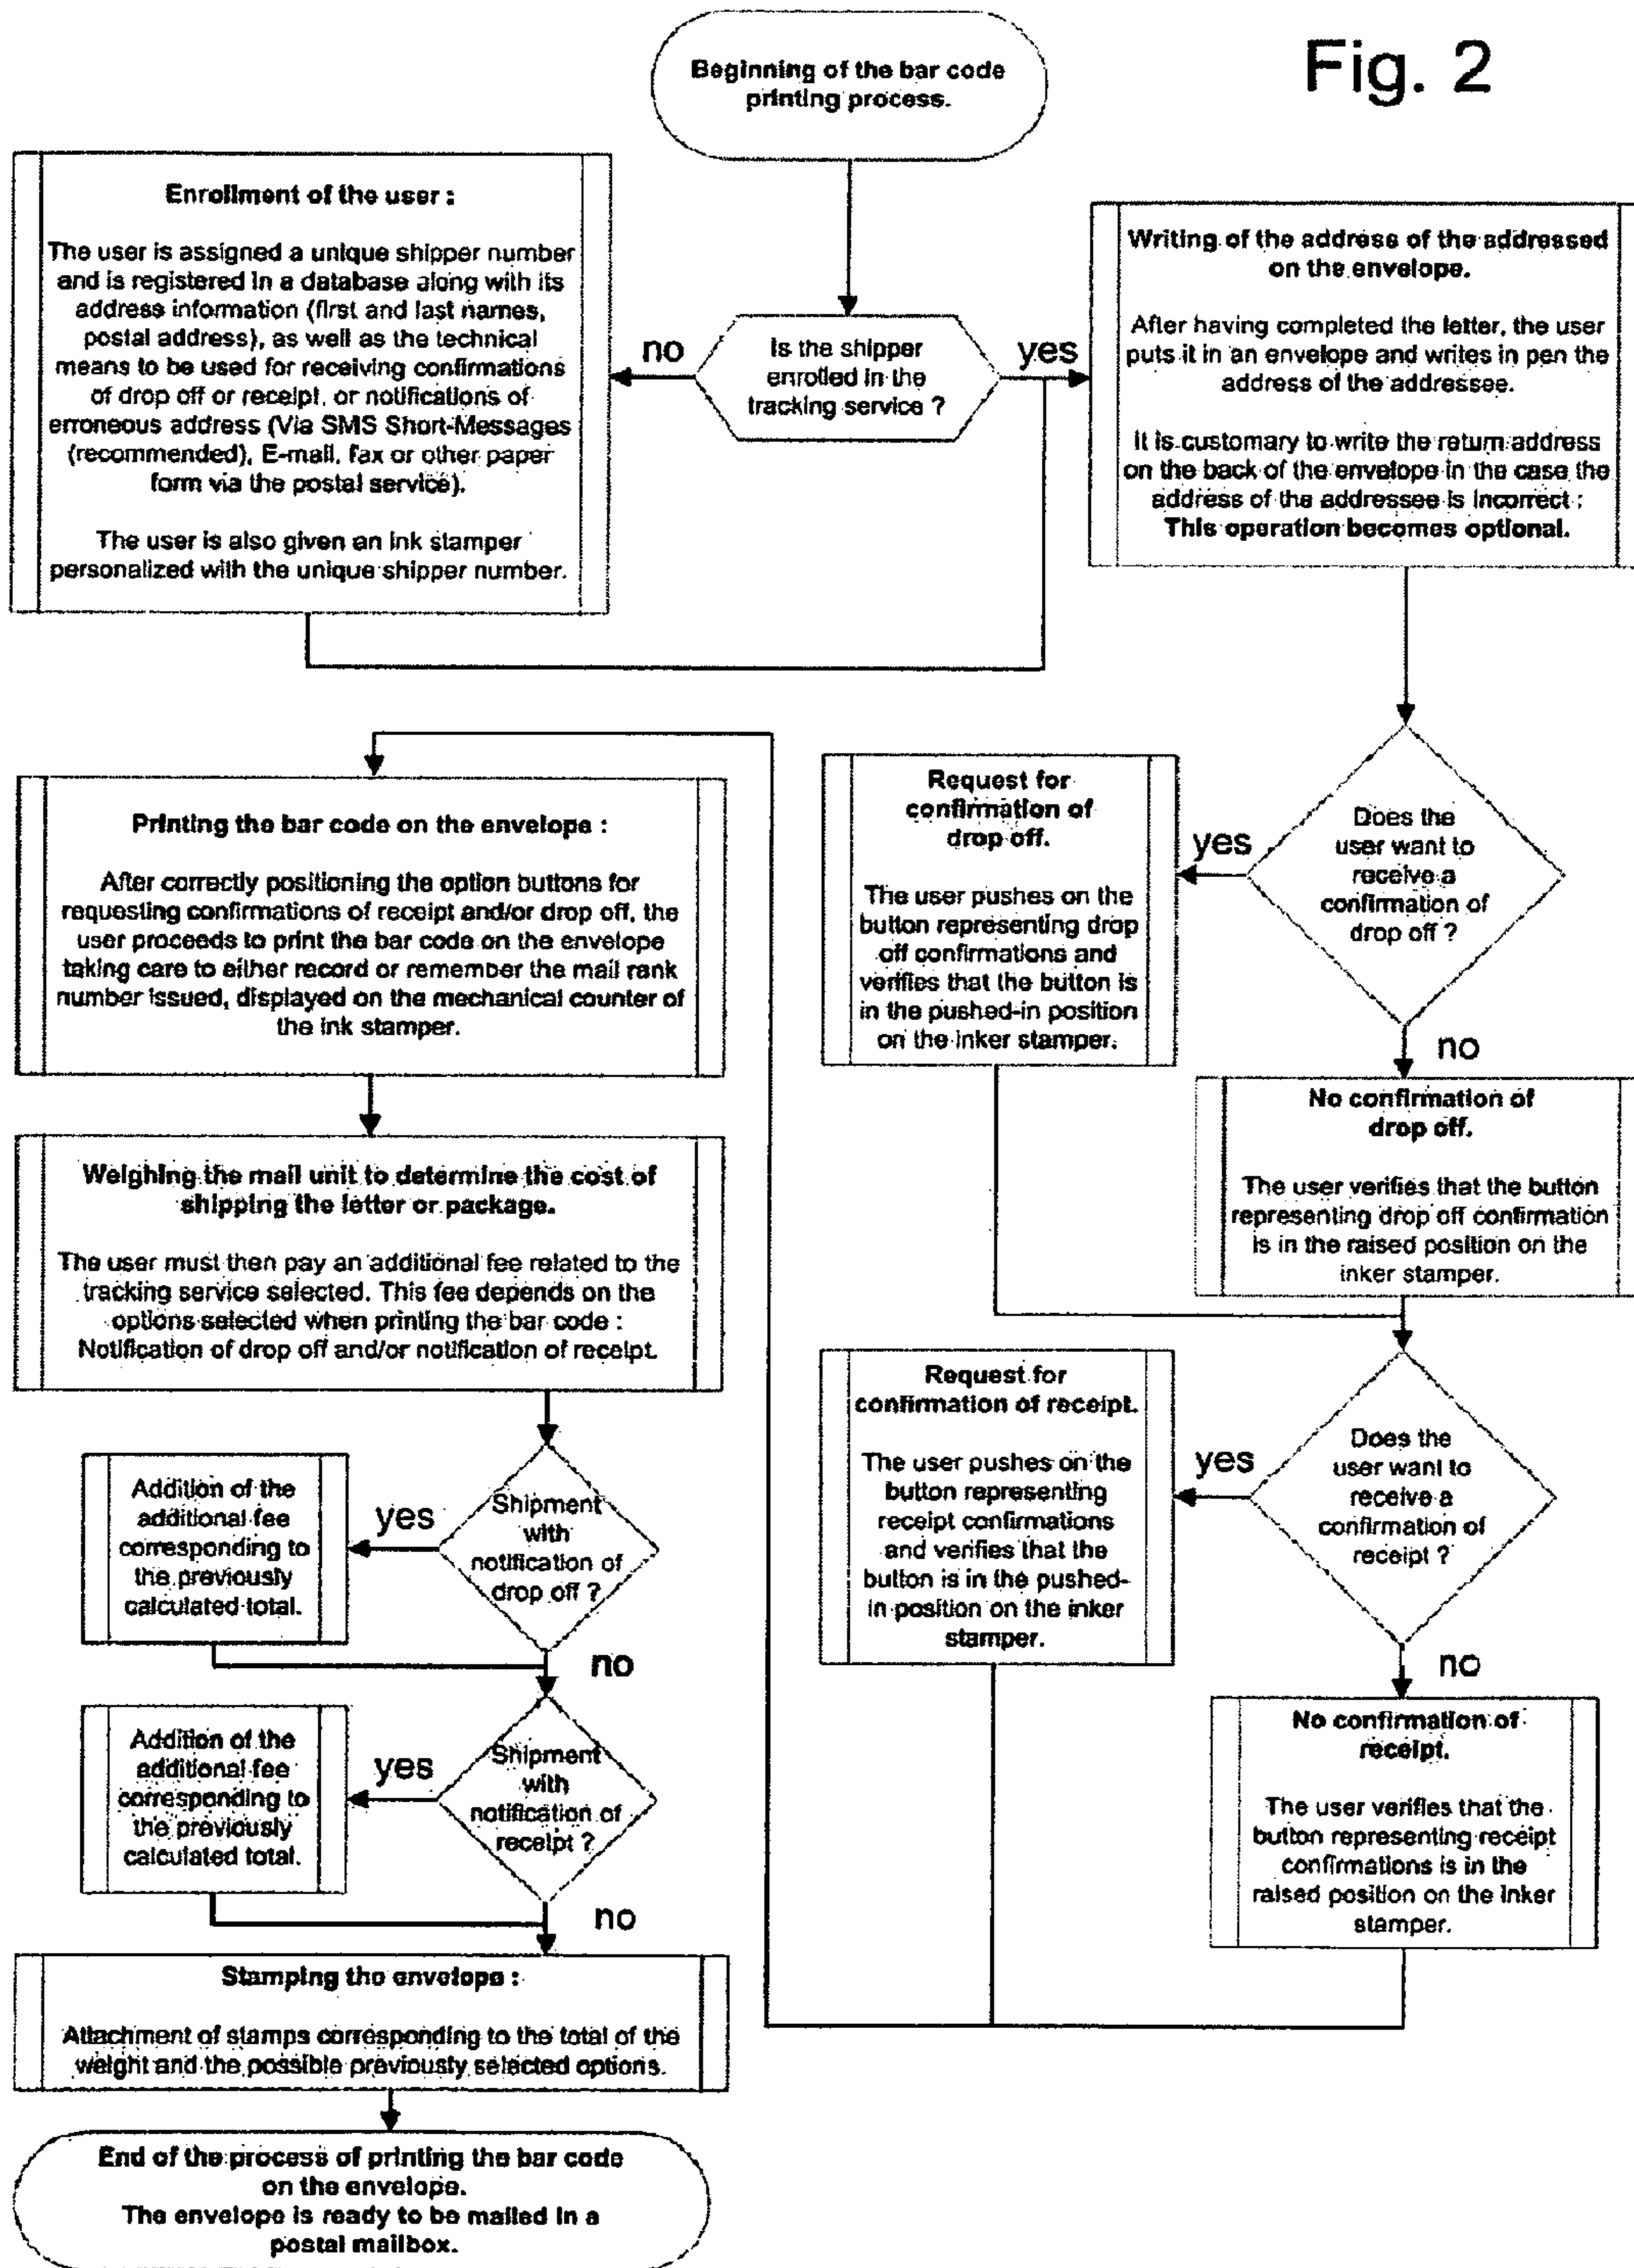 Fig. 2
Beginning of the bar code
printing process.
Enrollment of the user :
The user is assigned a unique shipper number
and is registered in a database along with its
address information (first and last names,
postal address), as well as the technical
means to be used for receiving confirmations
of drop off or receipt, or notifications of
erroneous address (Via SMS Short-Messages
(recommended), E-mail, fax or other paper
form via the postal service).
The user is also given an ink stamper
personalized with the unique shipper number.
no
Is the shipper
enrolled in the
tracking service ?
yes
Writing of the address of the addressed
on the envelope.
After having completed the letter, the user
puts it in an envelope and writes in pen the
address of the addressee.
It is customary to write the return address
on the back of the envelope in the case the
address of the addressee is incorrect :
This operation becomes optional.
Does the
user want to
receive a
confirmation of
drop off ?
yes
Request for
confirmation of
drop off.
The user pushes on the
button representing drop
off confirmations and
verifies that the button is
in the pushed-in position
on the inker stamper.
no
No confirmation of
drop off.
The user verifies that the button
representing drop off confirmation
is in the raised position on the
inker stamper.
Does the
user want to
receive a
confirmation of
receipt ?
yes
Request for
confirmation of receipt.
The user pushes on the
button representing
receipt confirmations
and verifies that the
button is in the pushed-
in position on the inker
stamper.
no
No confirmation of
receipt.
The user verifies that the
button representing receipt
confirmations is in the
raised position on the inker
stamper.
Printing the bar code on the envelope :
After correctly positioning the option buttons for
requesting confirmations of receipt and/or drop off, the
user proceeds to print the bar code on the envelope
taking care to either record or remember the mail rank
number issued, displayed on the mechanical counter of
the ink stamper.
Weighing the mail unit to determine the cost of
shipping the letter or package.
The user must then pay an additional fee related to the
tracking service selected. This fee depends on the
options selected when printing the bar code :
Notification of drop off and/or notification of receipt.
Shipment
with
notification of
drop off ?
yes
Addition of the
additional fee
corresponding to
the previously
calculated total.
no
Shipment
with
notification of
receipt ?
yes
Addition of the
additional fee
corresponding to
the previously
calculated total.
no
Stamping the envelope :
Attachment of stamps corresponding to the total of the
weight and the possible previously selected options.
End of the process of printing the bar code
on the envelope.
The envelope is ready to be mailed in a
postal mailbox.